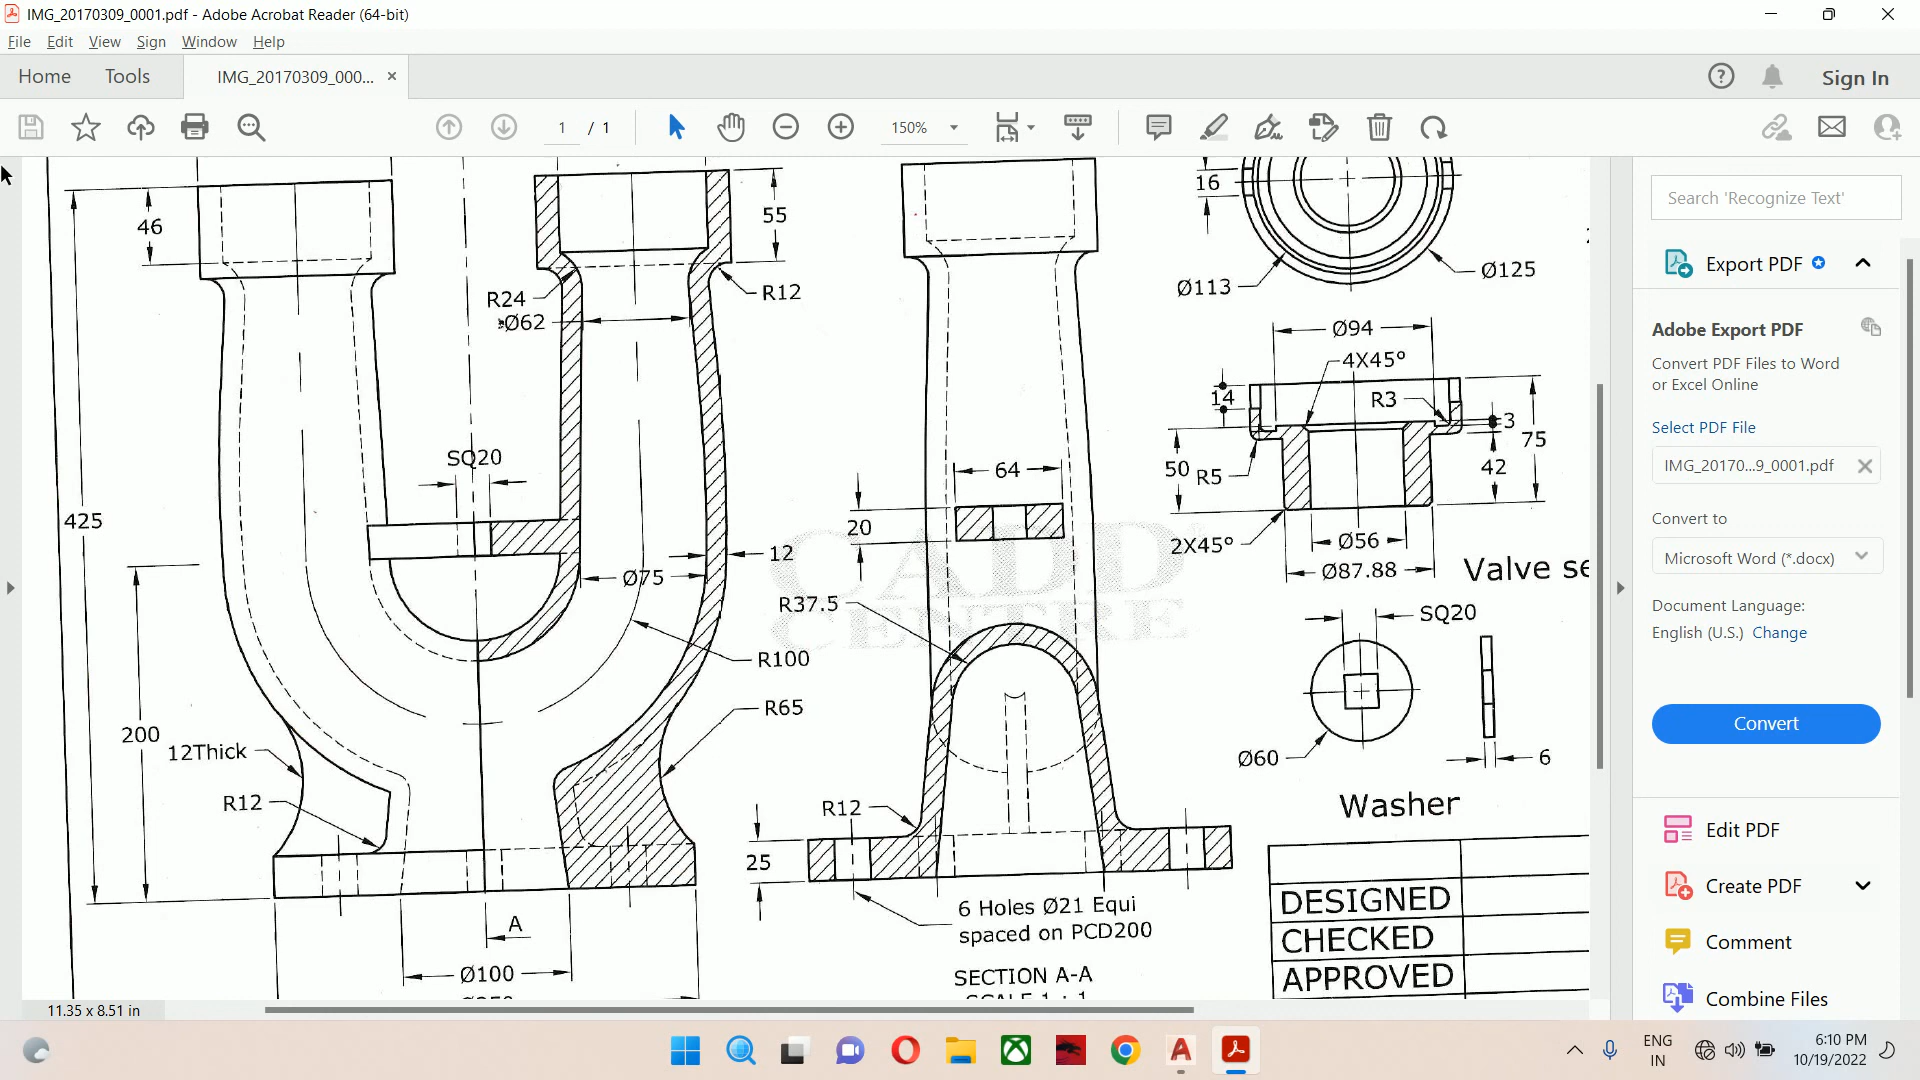 IMG_20170309_0001.pdf - Adobe Acrobat Reader (64-bit)
File Edit View Sign Window Help
Home Tools IMG_20170309_000... ×
Sign In
1 / 1
150%
46
55
R24
Ø62
R12
SQ20
425
12
Ø75
R100
R65
200
12Thick
R12
A
Ø100
64
20
R37.5
R12
25
6 Holes Ø21 Equi
spaced on PCD200
SECTION A-A
CADD
CENTRE
16
Ø113
Ø125
Ø94
4X45°
14
R3
3
75
50
R5
42
2X45°
Ø56
Ø87.88
Valve se
SQ20
Ø60
6
Washer
DESIGNED
CHECKED
APPROVED
11.35 x 8.51 in
Search 'Recognize Text'
Export PDF
Adobe Export PDF
Convert PDF Files to Word
or Excel Online
Select PDF File
IMG_20170...9_0001.pdf
Convert to
Microsoft Word (*.docx)
Document Language:
English (U.S.) Change
Convert
Edit PDF
Create PDF
Comment
Combine Files
ENG
IN
6:10 PM
10/19/2022